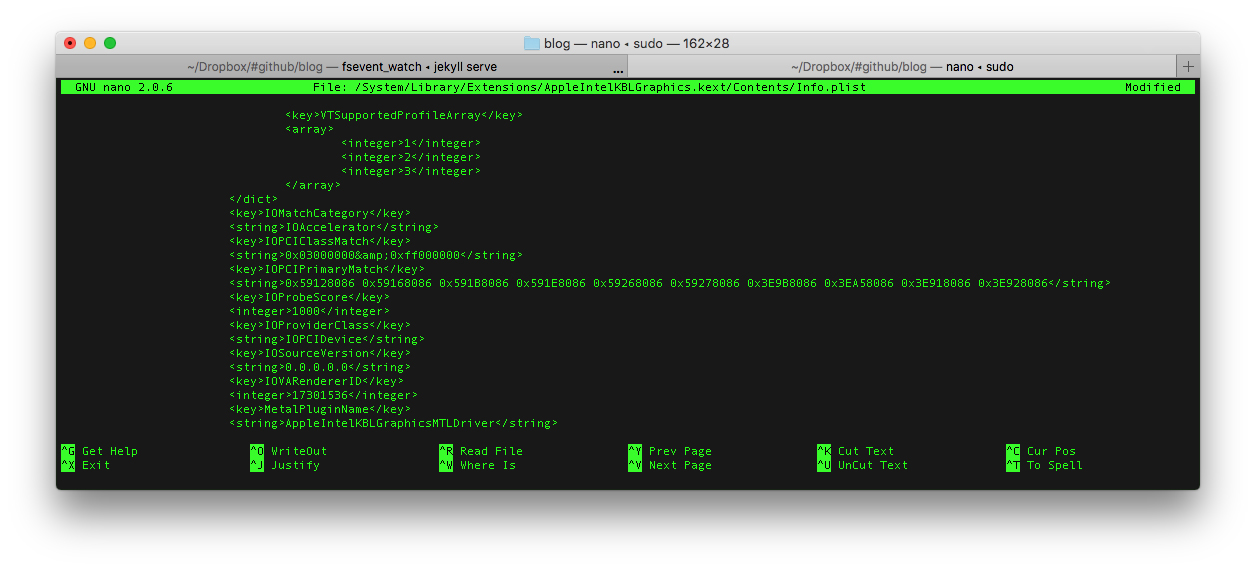 blog — nano ◂ sudo — 162×28
~/Dropbox/#github/blog — fsevent_watch ◂ jekyll serve ... ~/Dropbox/#github/blog — nano ◂ sudo +
GNU nano 2.0.6 File: /System/Library/Extensions/AppleIntelKBLGraphics.kext/Contents/Info.plist Modified
<key>VTSupportedProfileArray</key>
<array>
<integer>1</integer>
<integer>2</integer>
<integer>3</integer>
</array>
</dict>
<key>IOMatchCategory</key>
<string>IOAccelerator</string>
<key>IOPCIClassMatch</key>
<string>0x03000000&amp;0xff000000</string>
<key>IOPCIPrimaryMatch</key>
<string>0x59128086 0x59168086 0x591B8086 0x591E8086 0x59268086 0x59278086 0x3E9B8086 0x3EA58086 0x3E918086 0x3E928086</string>
<key>IOProbeScore</key>
<integer>1000</integer>
<key>IOProviderClass</key>
<string>IOPCIDevice</string>
<key>IOSourceVersion</key>
<string>0.0.0.0.0</string>
<key>IOVARendererID</key>
<integer>17301536</integer>
<key>MetalPluginName</key>
<string>AppleIntelKBLGraphicsMTLDriver</string>
^G Get Help ^O WriteOut ^R Read File ^Y Prev Page ^K Cut Text ^C Cur Pos
^X Exit ^J Justify ^W Where Is ^V Next Page ^U UnCut Text ^T To Spell